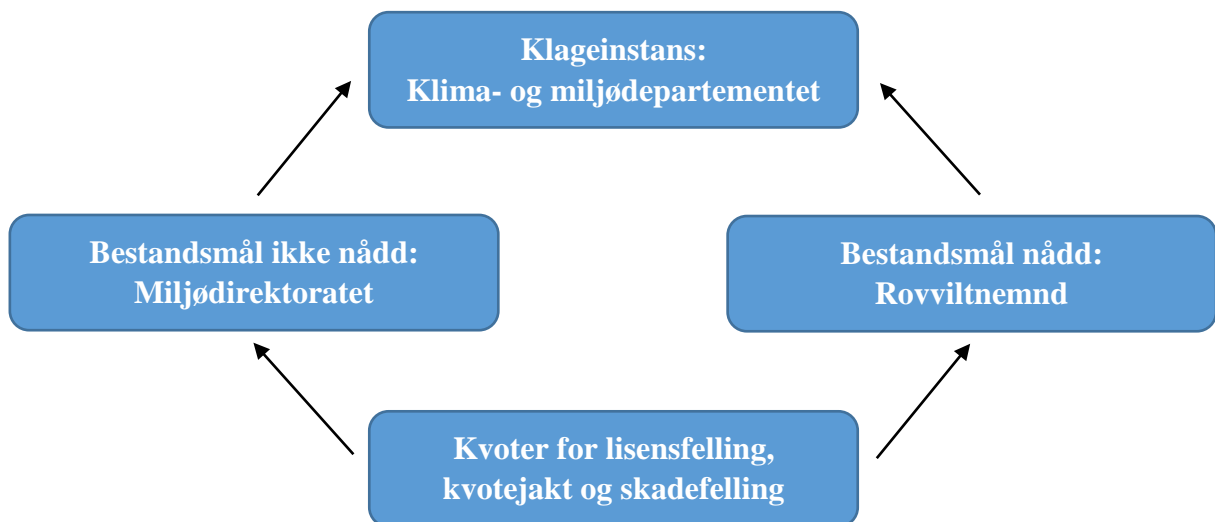 Klageinstans:
Klima- og miljødepartementet
Bestandsmål ikke nådd:
Miljødirektoratet
Bestandsmål nådd:
Rovviltnemnd
Kvoter for lisensfelling,
kvotejakt og skadefelling